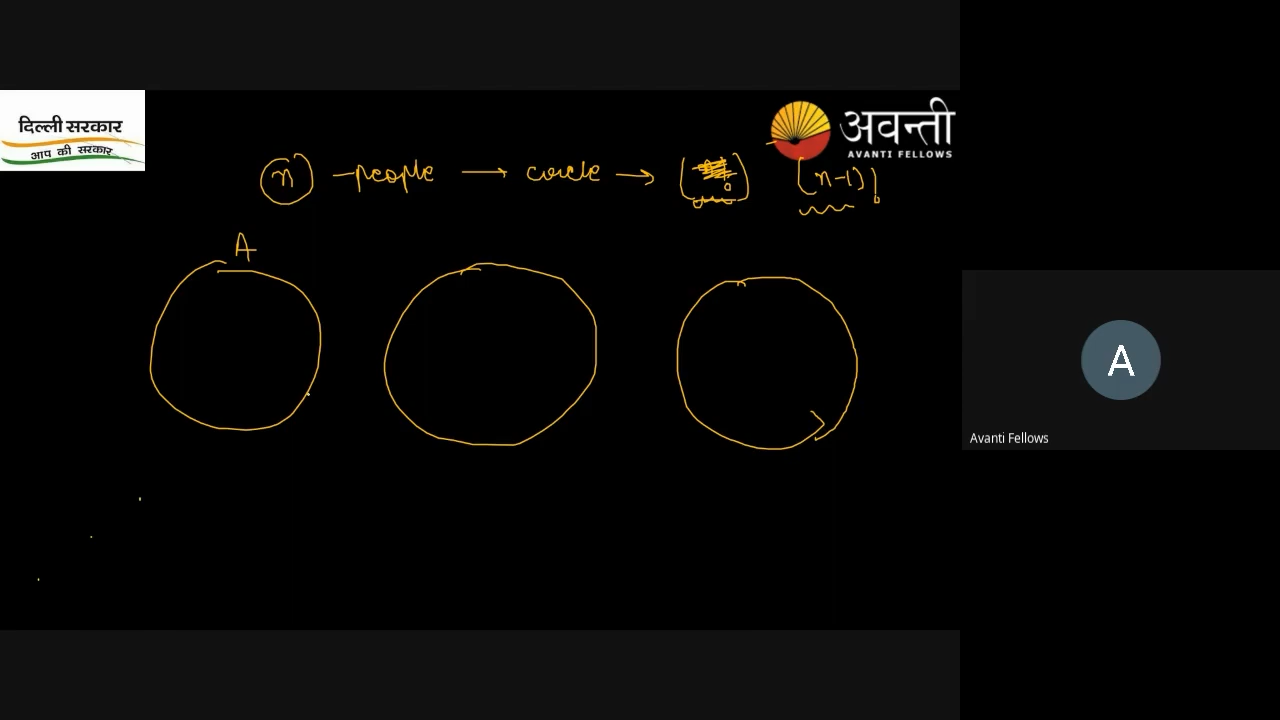 दिल्ली सरकार
आप की सरकार
अवन्ती
AVANTI FELLOWS
n - people → circle → (n-1)!
A
A
Avanti Fellows